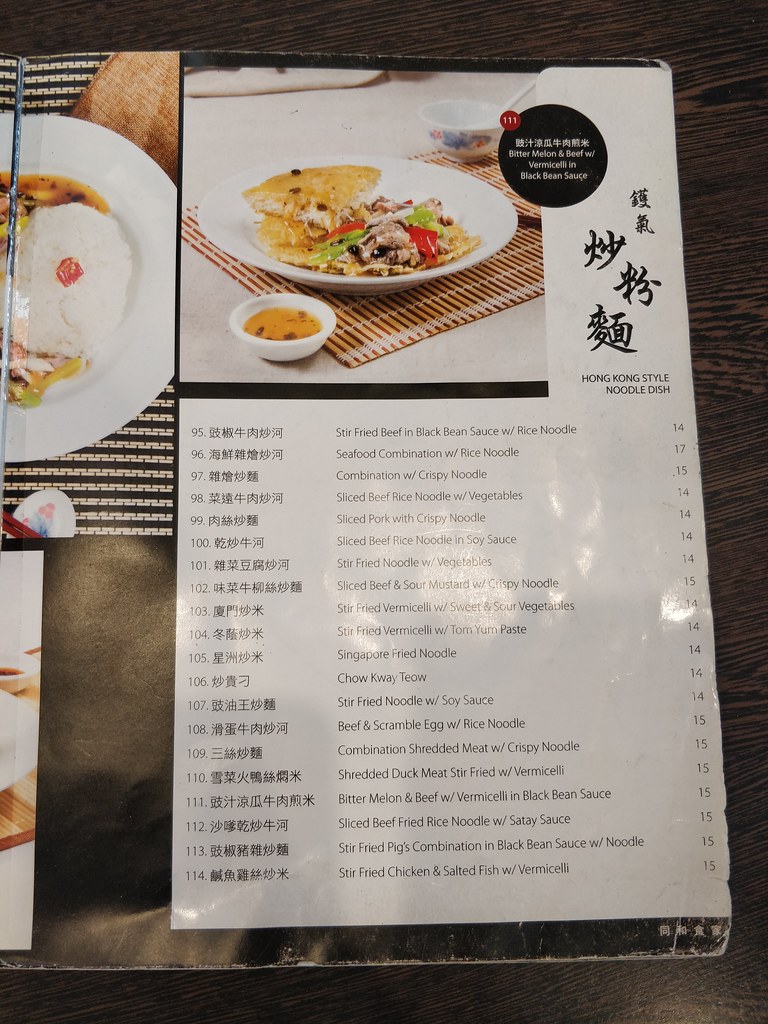 111
豉汁涼瓜牛肉煎米
Bitter Melon & Beef w/
Vermicelli in
Black Bean Sauce
鑊氣
炒粉麵
HONG KONG STYLE
NOODLE DISH
95. 豉椒牛肉炒河 Stir Fried Beef in Black Bean Sauce w/ Rice Noodle 14
96. 海鮮雜燴炒河 Seafood Combination w/ Rice Noodle 17
97. 雜燴炒麵 Combination w/ Crispy Noodle 15
98. 菜遠牛肉炒河 Sliced Beef Rice Noodle w/ Vegetables 14
99. 肉絲炒麵 Sliced Pork with Crispy Noodle 14
100. 乾炒牛河 Sliced Beef Rice Noodle in Soy Sauce 14
101. 雜菜豆腐炒河 Stir Fried Noodle w/ Vegetables 14
102. 味菜牛柳絲炒麵 Sliced Beef & Sour Mustard w/ Crispy Noodle 15
103. 廈門炒米 Stir Fried Vermicelli w/ Sweet & Sour Vegetables 14
104. 冬蔭炒米 Stir Fried Vermicelli w/ Tom Yum Paste 14
105. 星洲炒米 Singapore Fried Noodle 14
106. 炒貴刁 Chow Kway Teow 14
107. 豉油王炒麵 Stir Fried Noodle w/ Soy Sauce 14
108. 滑蛋牛肉炒河 Beef & Scramble Egg w/ Rice Noodle 15
109. 三絲炒麵 Combination Shredded Meat w/ Crispy Noodle 15
110. 雪菜火鴨絲燜米 Shredded Duck Meat Stir Fried w/ Vermicelli 15
111. 豉汁涼瓜牛肉煎米 Bitter Melon & Beef w/ Vermicelli in Black Bean Sauce 15
112. 沙嗲乾炒牛河 Sliced Beef Fried Rice Noodle w/ Satay Sauce 15
113. 豉椒豬雜炒麵 Stir Fried Pig's Combination in Black Bean Sauce w/ Noodle 15
114. 鹹魚雞絲炒米 Stir Fried Chicken & Salted Fish w/ Vermicelli 15
同和食家